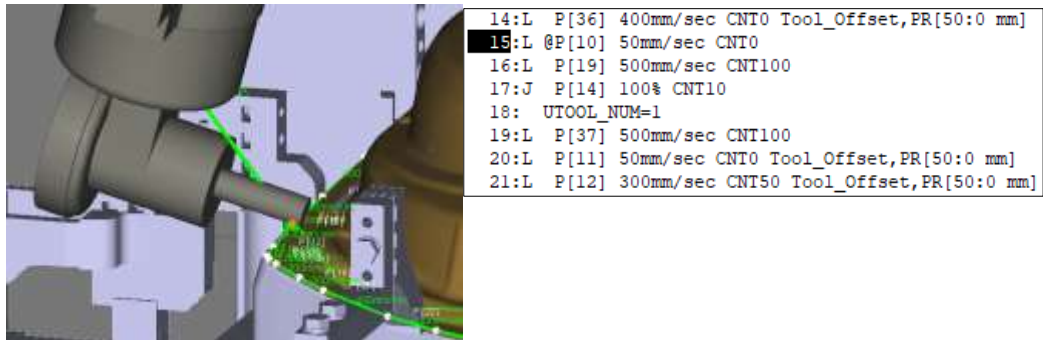 14:L P[36] 400mm/sec CNT0 Tool_Offset,PR[50:0 mm]
15:L @P[10] 50mm/sec CNT0
16:L P[19] 500mm/sec CNT100
17:J P[14] 100% CNT10
18: UTOOL_NUM=1
19:L P[37] 500mm/sec CNT100
20:L P[11] 50mm/sec CNT0 Tool_Offset,PR[50:0 mm]
21:L P[12] 300mm/sec CNT50 Tool_Offset,PR[50:0 mm]